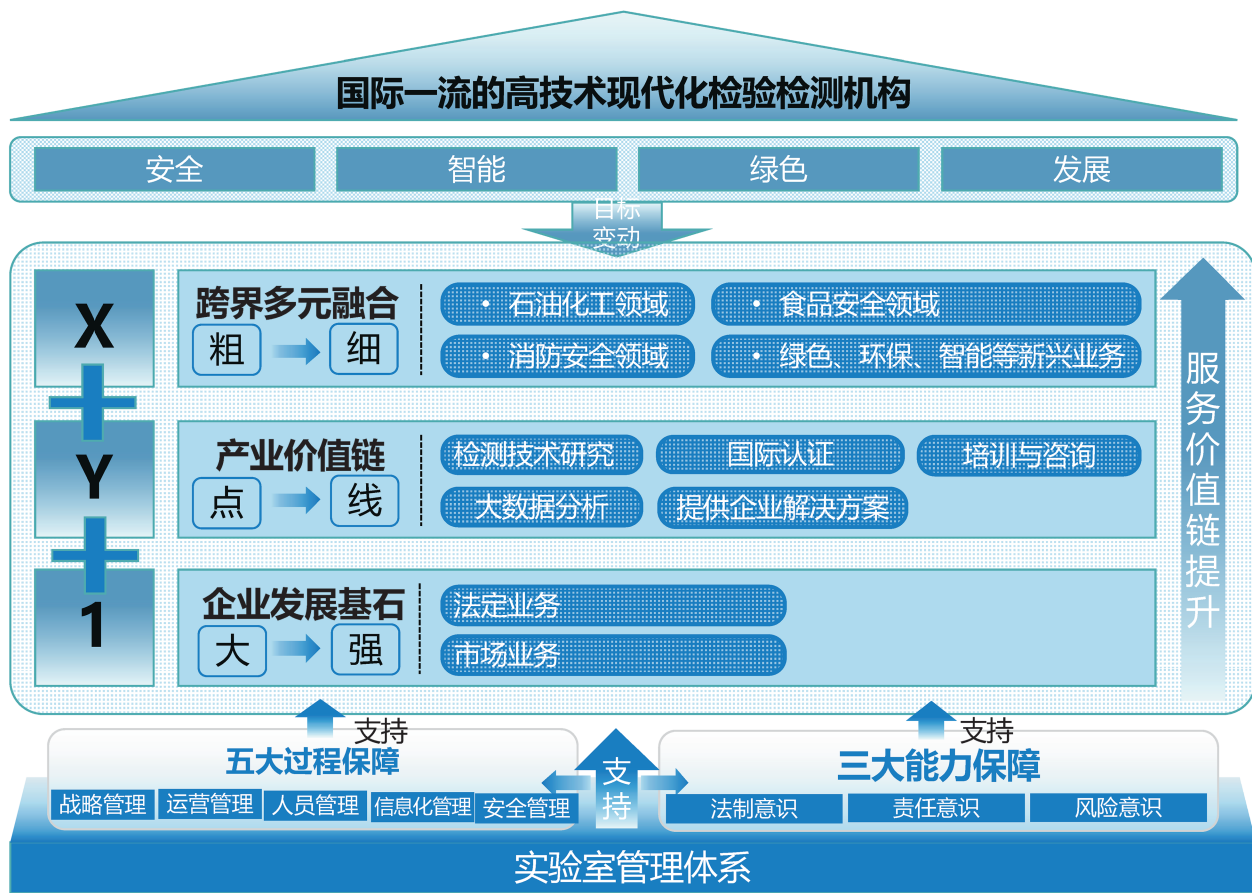 国际一流的高技术现代化检验检测机构
安全
智能
绿色
发展
目标
变动
X
跨界多元融合
粗
细
• 石油化工领域
• 食品安全领域
• 消防安全领域
• 绿色、环保、智能等新兴业务
Y
产业价值链
点
线
检测技术研究
国际认证
培训与咨询
大数据分析
提供企业解决方案
1
企业发展基石
大
强
法定业务
市场业务
服务价值链提升
支持
支持
五大过程保障
战略管理
运营管理
人员管理
信息化管理
安全管理
支
持
三大能力保障
法制意识
责任意识
风险意识
实验室管理体系